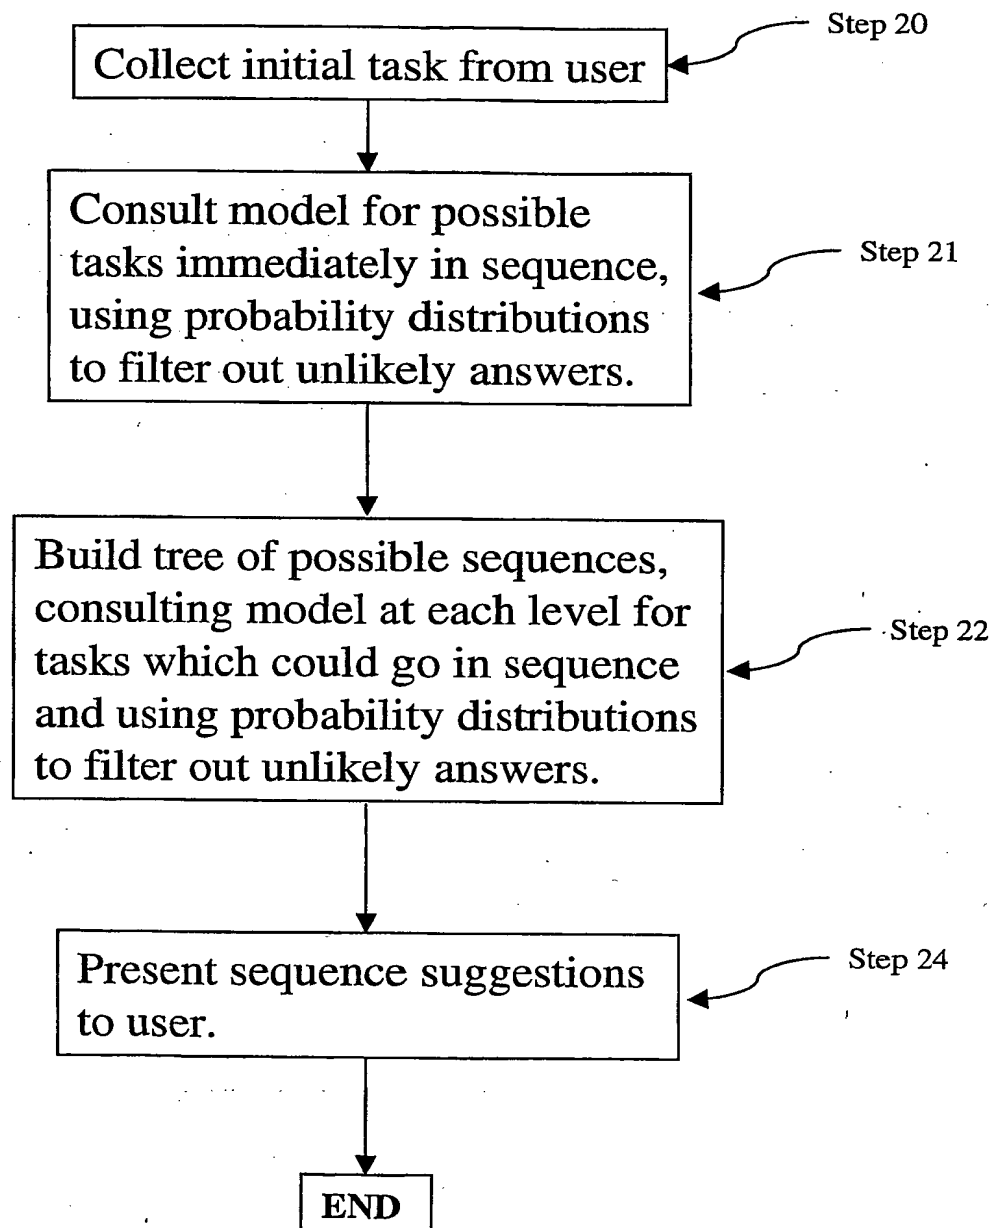 Step 20
Collect initial task from user
Consult model for possible
tasks immediately in sequence,
using probability distributions
to filter out unlikely answers.
Step 21
Build tree of possible sequences,
consulting model at each level for
tasks which could go in sequence
and using probability distributions
to filter out unlikely answers.
Step 22
Present sequence suggestions
to user.
Step 24
END